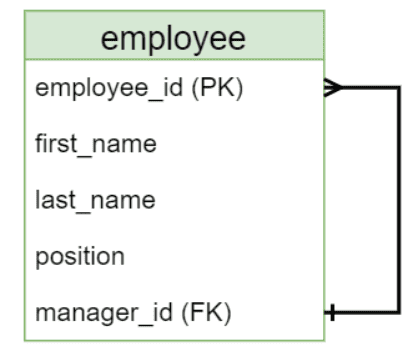 employee
employee_id (PK)
first_name
last_name
position
manager_id (FK)